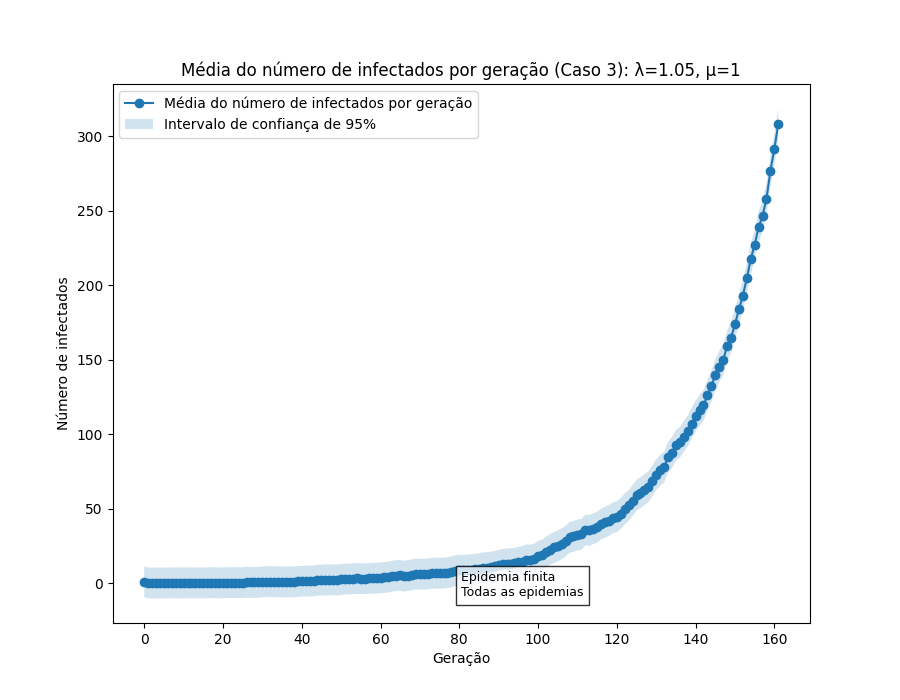 Média do número de infectados por geração (Caso 3): λ=1.05, μ=1
Média do número de infectados por geração
Intervalo de confiança de 95%
Número de infectados
300
250
200
150
100
50
0
Epidemia finita
Todas as epidemias
0 20 40 60 80 100 120 140 160
Geração